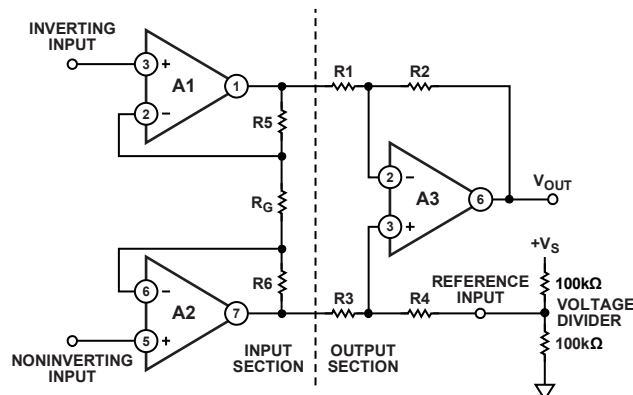 INVERTING
INPUT
3
+
A1
1
2
−
R5
R1
R2
RG
2
−
A3
6
VOUT
3
+
+VS
100kΩ
6
−
A2
7
R6
5
+
R3
R4
REFERENCE
INPUT
VOLTAGE
DIVIDER
100kΩ
NONINVERTING
INPUT
INPUT
SECTION
OUTPUT
SECTION